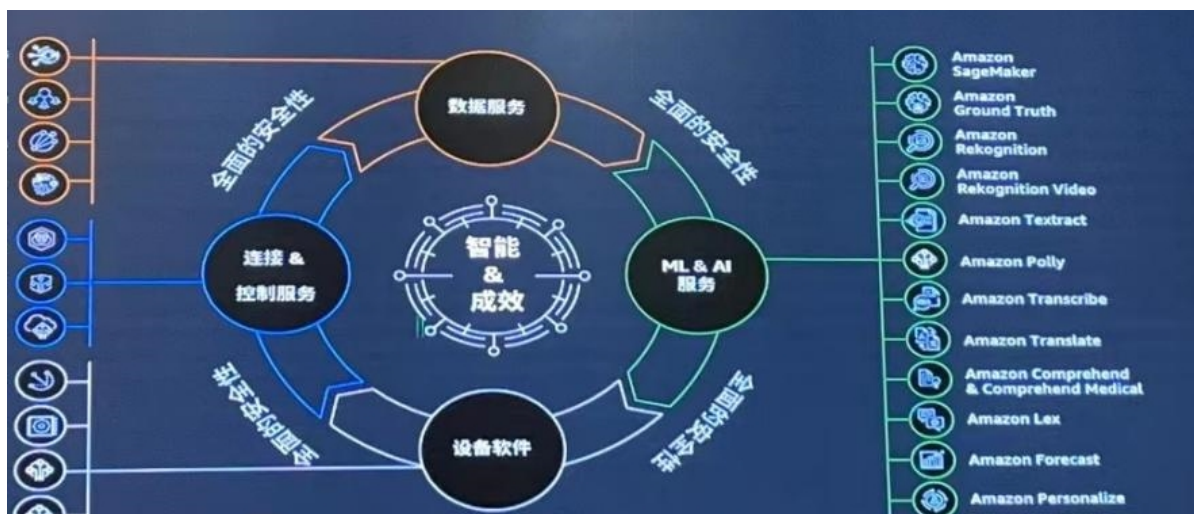 数据服务
全面的安全性
全面的安全性
连接 &
控制服务
智能
&
成效
ML & AI
服务
全面的安全性
全面的安全性
设备软件
Amazon
SageMaker
Amazon
Ground Truth
Amazon
Rekognition
Amazon
Rekognition Video
Amazon Textract
Amazon Polly
Amazon Transcribe
Amazon Translate
Amazon Comprehend
& Comprehend Medical
Amazon Lex
Amazon Forecast
Amazon Personalize